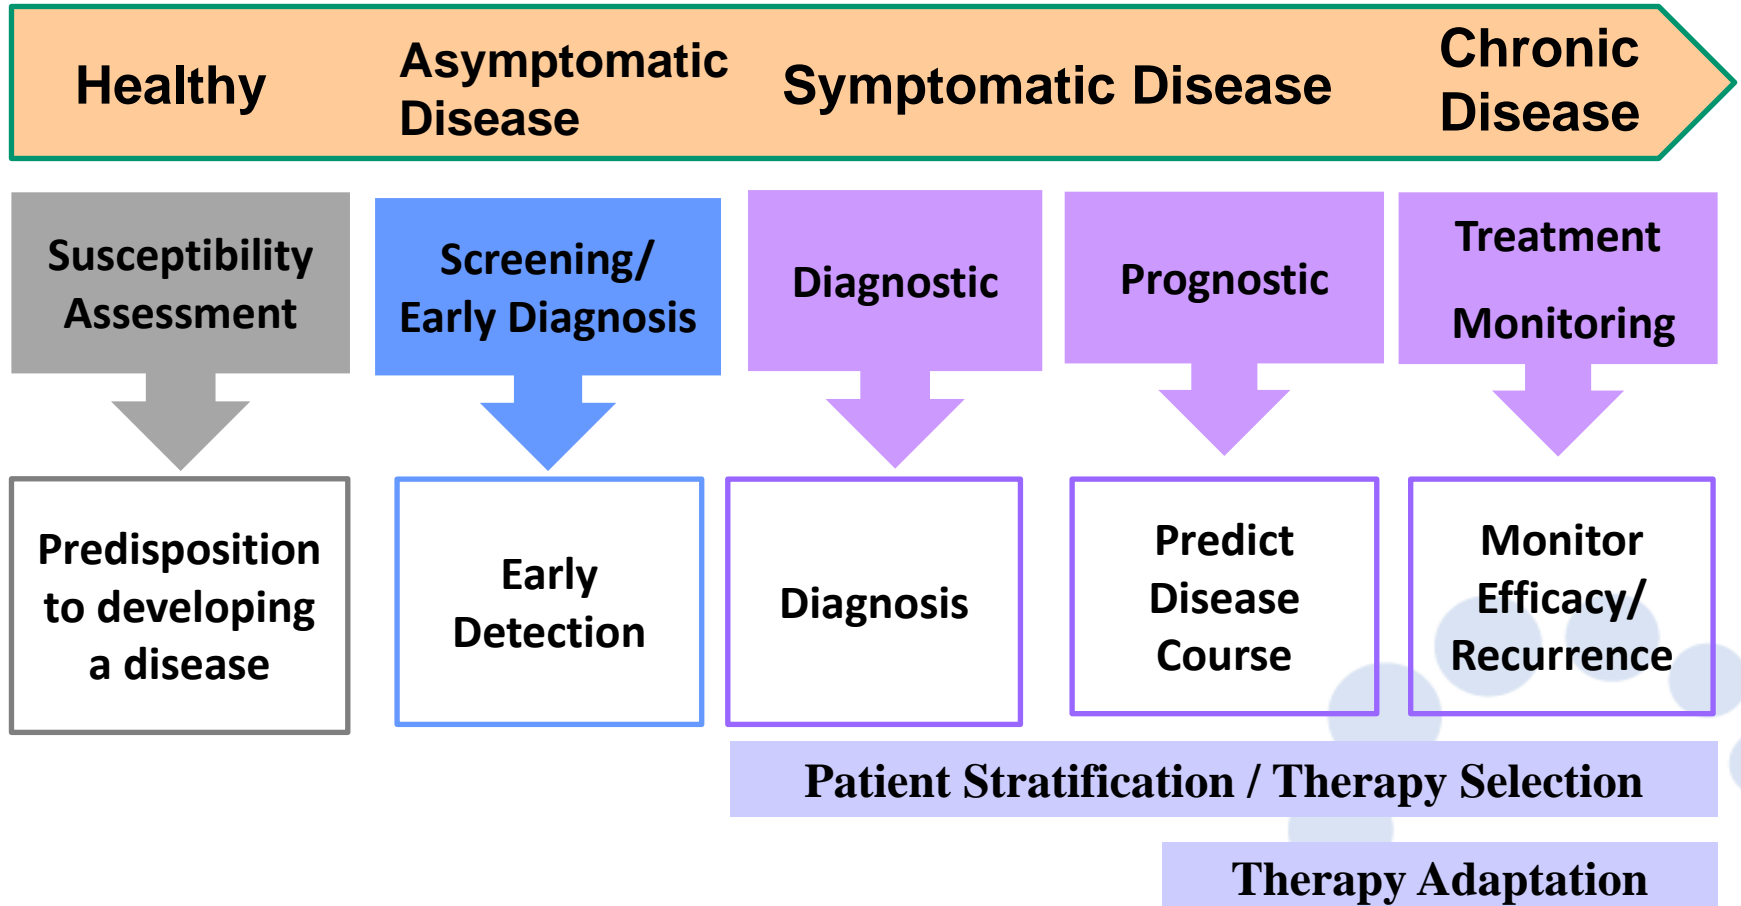 Healthy
Asymptomatic
Disease
Symptomatic Disease
Chronic
Disease
Susceptibility
Assessment
Screening/
Early Diagnosis
Diagnostic
Prognostic
Treatment
Monitoring
Predisposition
to developing
a disease
Early
Detection
Diagnosis
Predict
Disease
Course
Monitor
Efficacy/
Recurrence
Patient Stratification / Therapy Selection
Therapy Adaptation